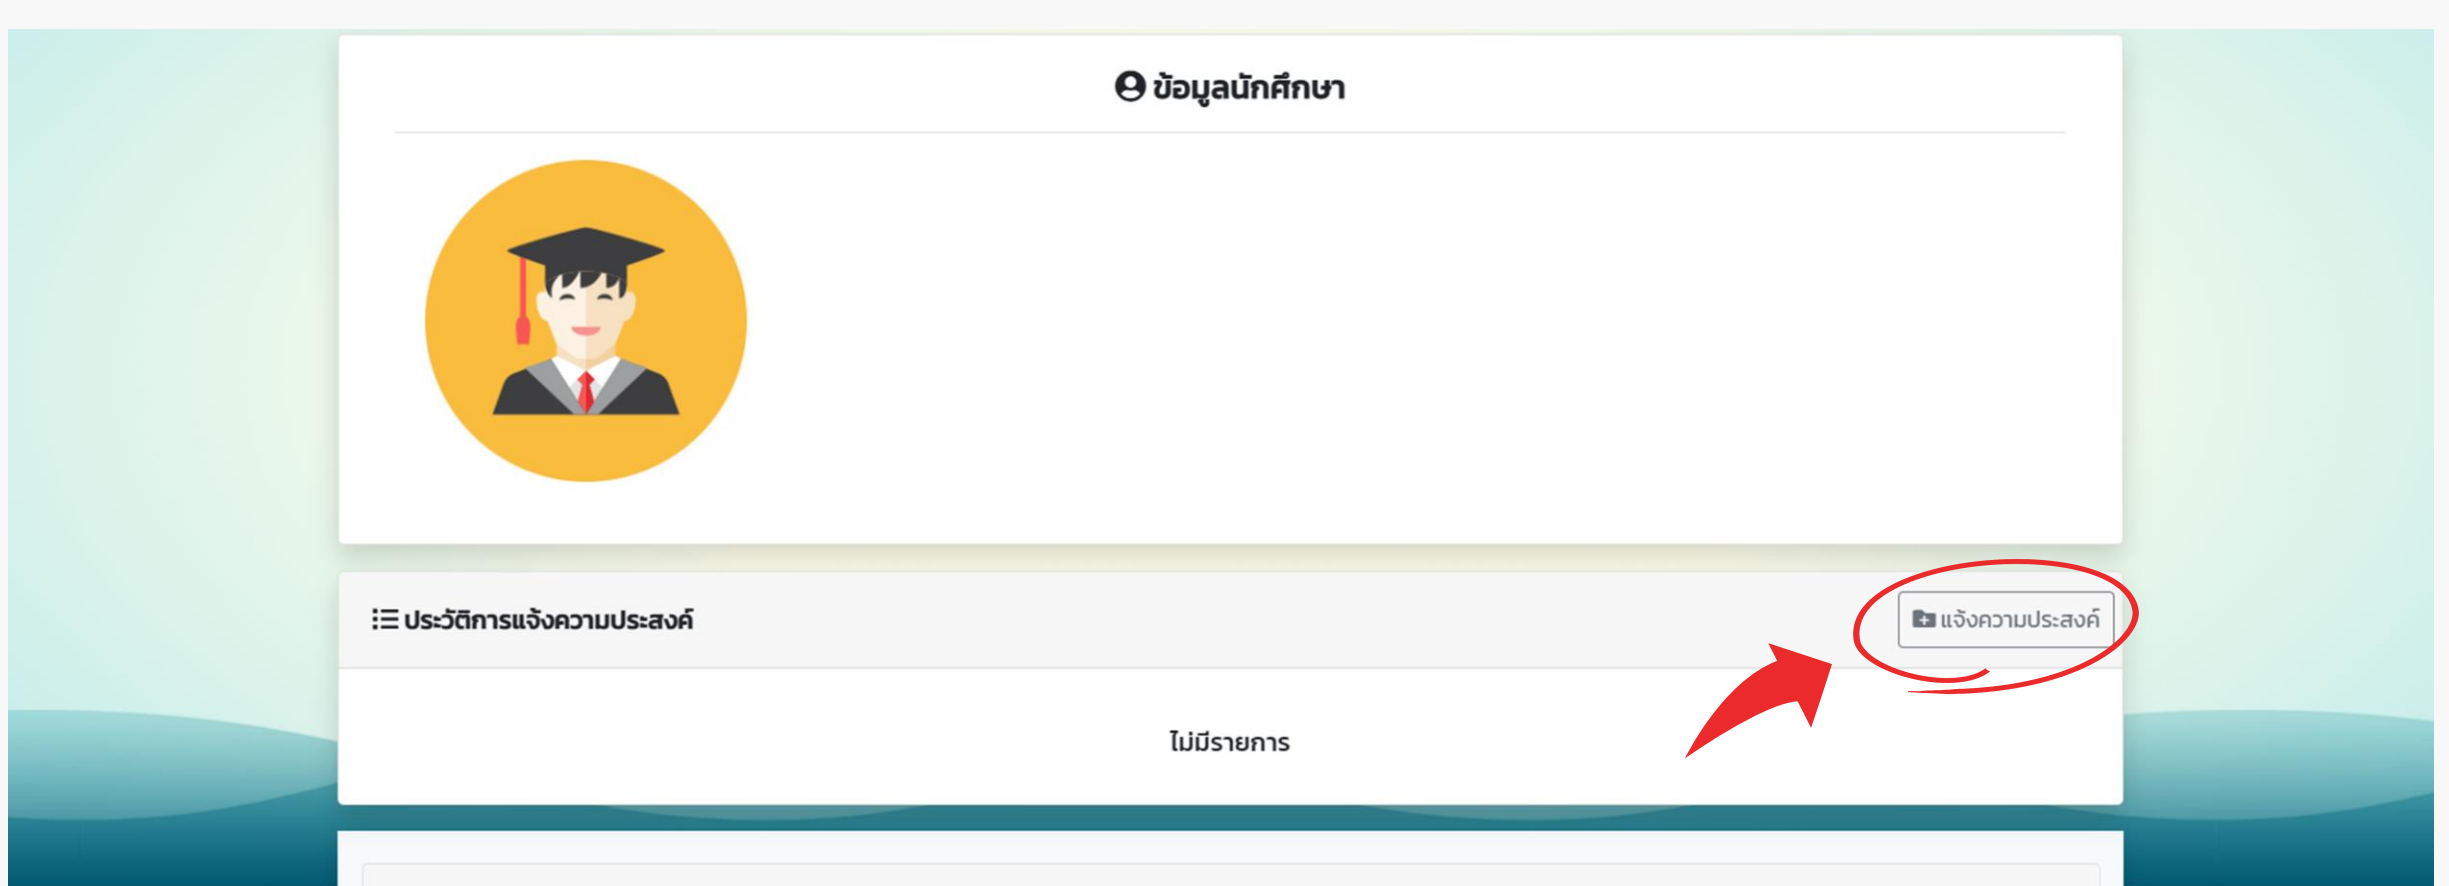 ข้อมูลนักศึกษา
ประวัติการแจ้งความประสงค์
แจ้งความประสงค์
ไม่มีรายการ